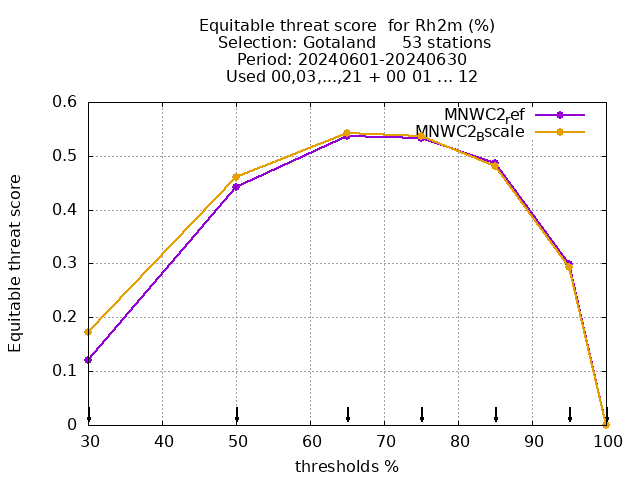 Equitable threat score  for Rh2m (%)
Selection: Gotaland     53 stations
Period: 20240601-20240630
Used 00,03,...,21 + 00 01 ... 12
MNWC2ref
MNWC2Bscale
Equitable threat score
0.6
0.5
0.4
0.3
0.2
0.1
0
30 40 50 60 70 80 90 100
thresholds %